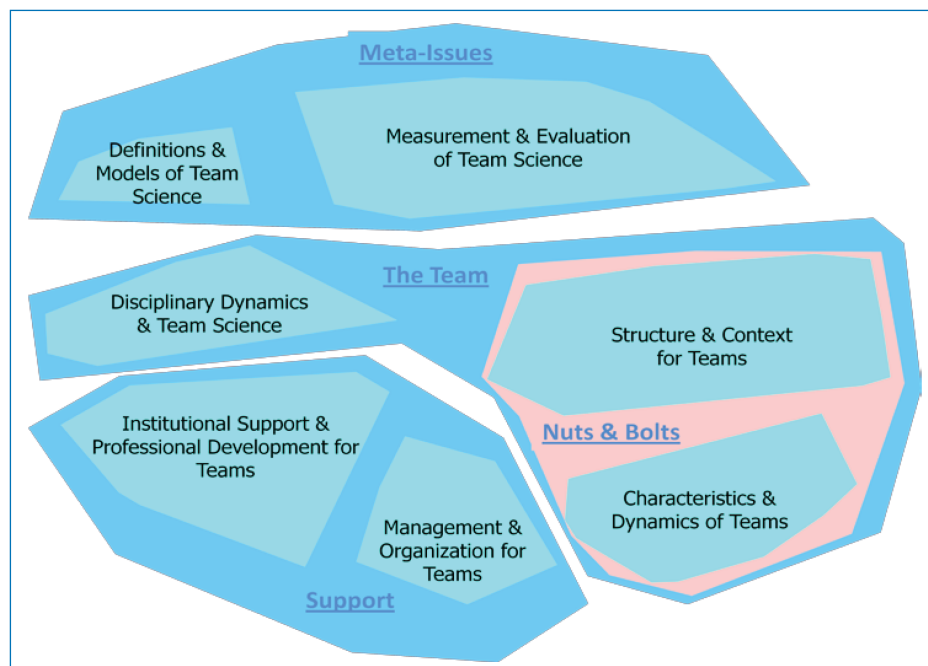 Meta-Issues
Definitions &
Models of Team
Science
Measurement & Evaluation
of Team Science
The Team
Disciplinary Dynamics
& Team Science
Structure & Context
for Teams
Nuts & Bolts
Characteristics &
Dynamics of Teams
Institutional Support &
Professional Development for
Teams
Management &
Organization for
Teams
Support